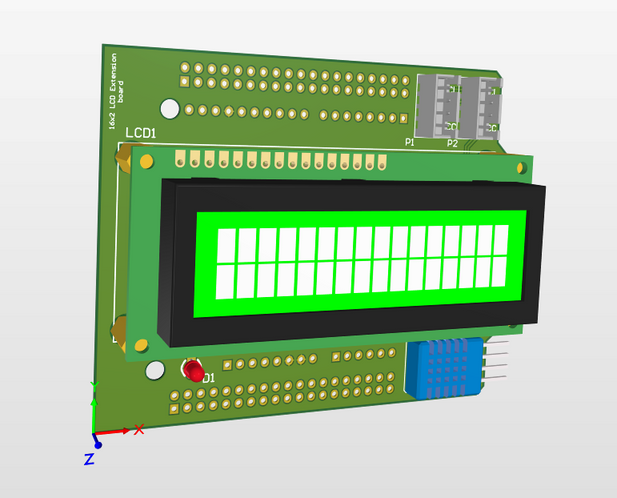 16x2 LCD Extension
board
LCD1
P1
P2
D1
Y
X
Z